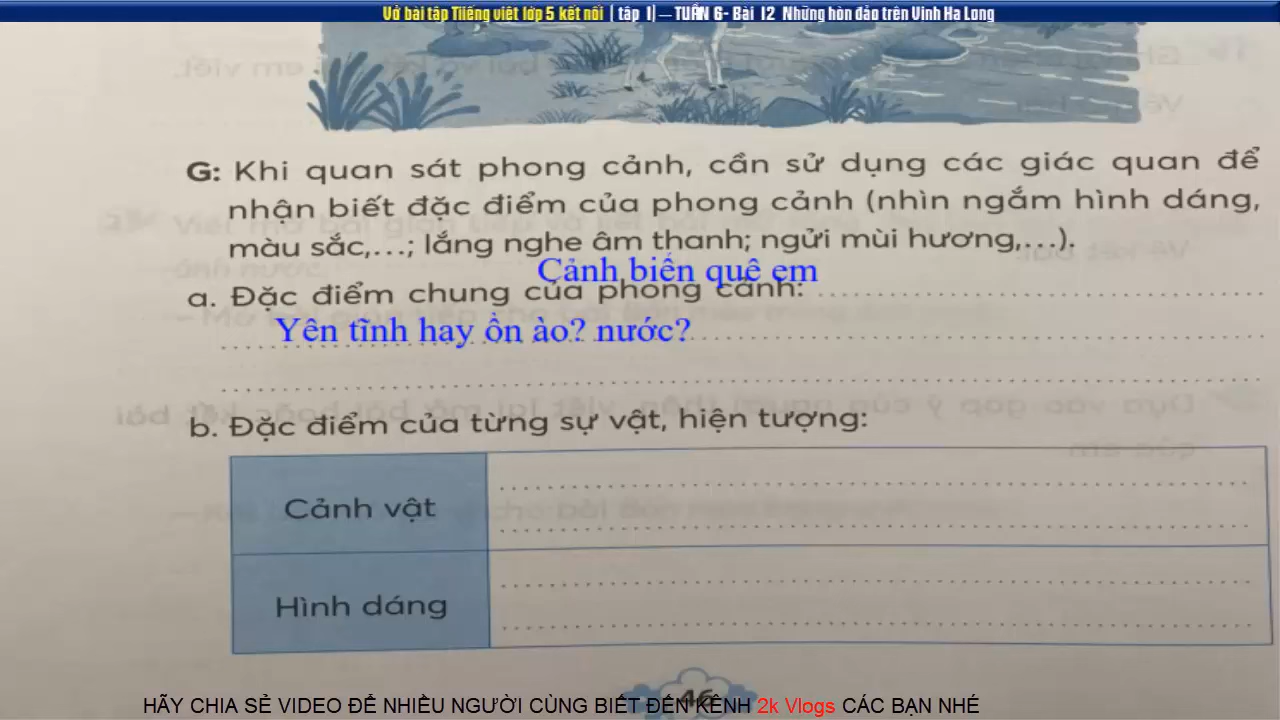 Vở bài tập Tiiếng việt lớp 5 kết nối ( tập 1) – TUẦN 6- Bài 12 Những hòn đảo trên Vịnh Hạ Long
G: Khi quan sát phong cảnh, cần sử dụng các giác quan để
nhận biết đặc điểm của phong cảnh (nhìn ngắm hình dáng,
màu sắc,...; lắng nghe âm thanh; ngửi mùi hương,...).
Cảnh biển quê em
a. Đặc điểm chung của phong cảnh:
Yên tĩnh hay ồn ào? nước?
b. Đặc điểm của từng sự vật, hiện tượng:
Cảnh vật
Hình dáng
46
HÃY CHIA SẺ VIDEO ĐỂ NHIỀU NGƯỜI CÙNG BIẾT ĐẾN KÊNH 2k Vlogs CÁC BẠN NHÉ